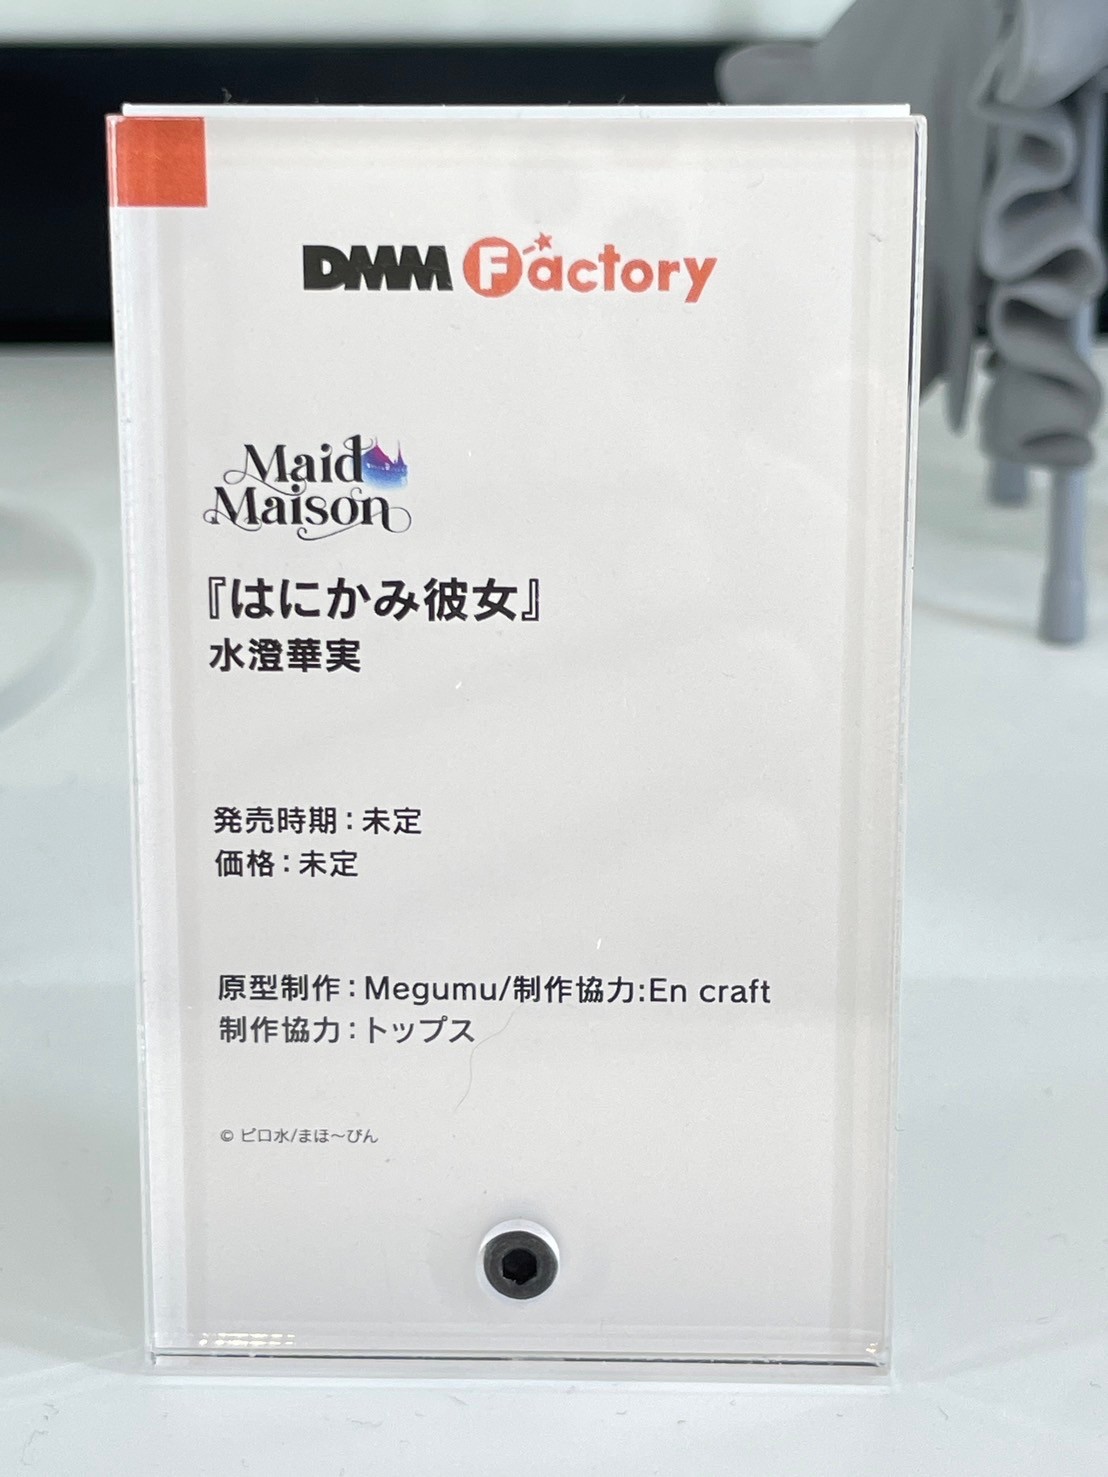 DMM Factory
Maid
Maison
『はにかみ彼女』
水澄華実
発売時期：未定
価格：未定
原型制作：Megumu/制作協力:En craft
制作協力：トップス
© ピロ水/まほ～びん